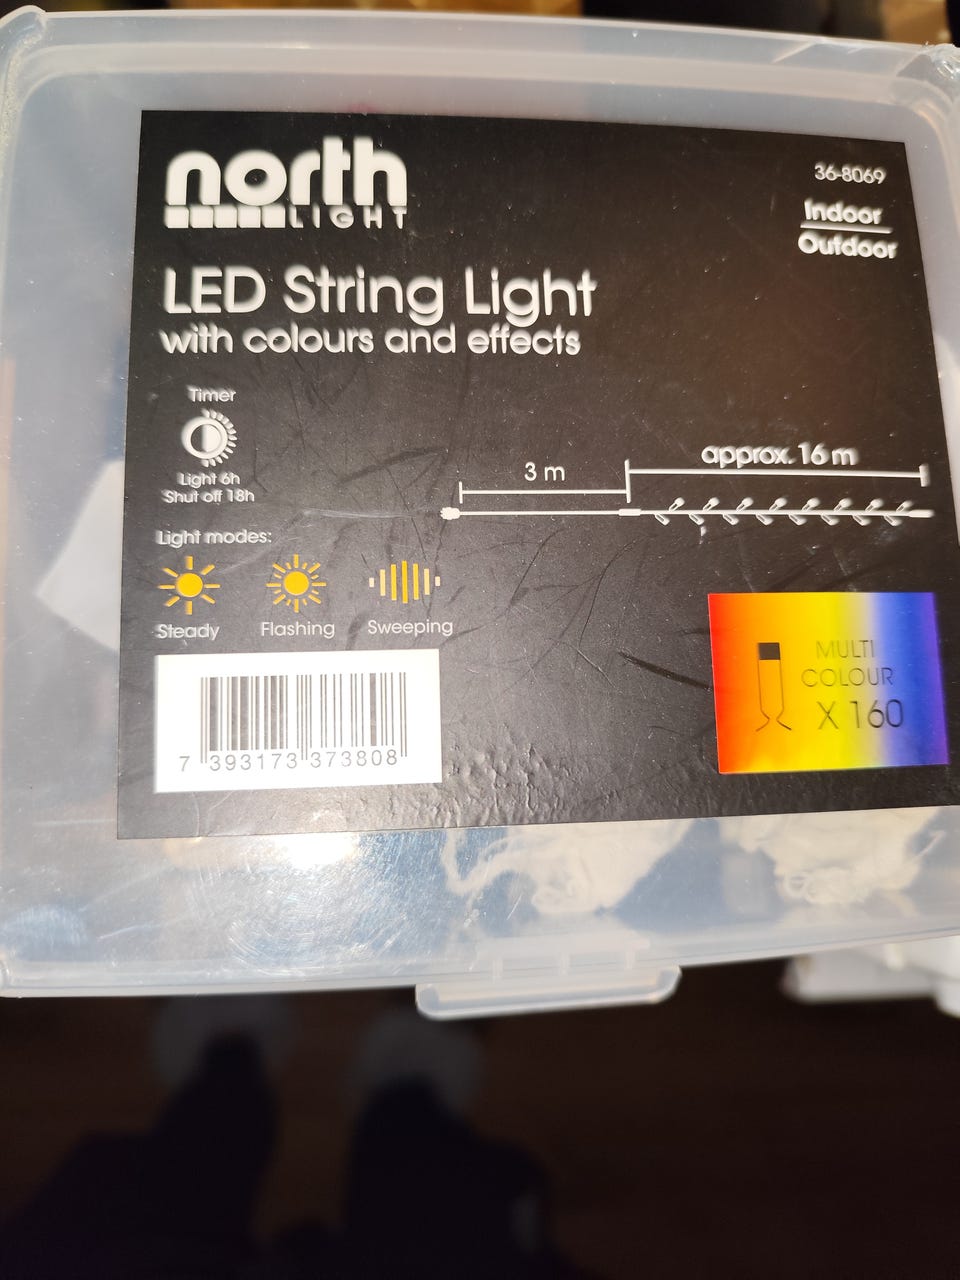 north
LIGHT
36-8069
Indoor
Outdoor
LED String Light
with colours and effects
Timer
Light 6h
Shut off 18h
3 m
approx. 16 m
Light modes:
Steady
Flashing
Sweeping
MULTI
COLOUR
X 160
7 393173 373808